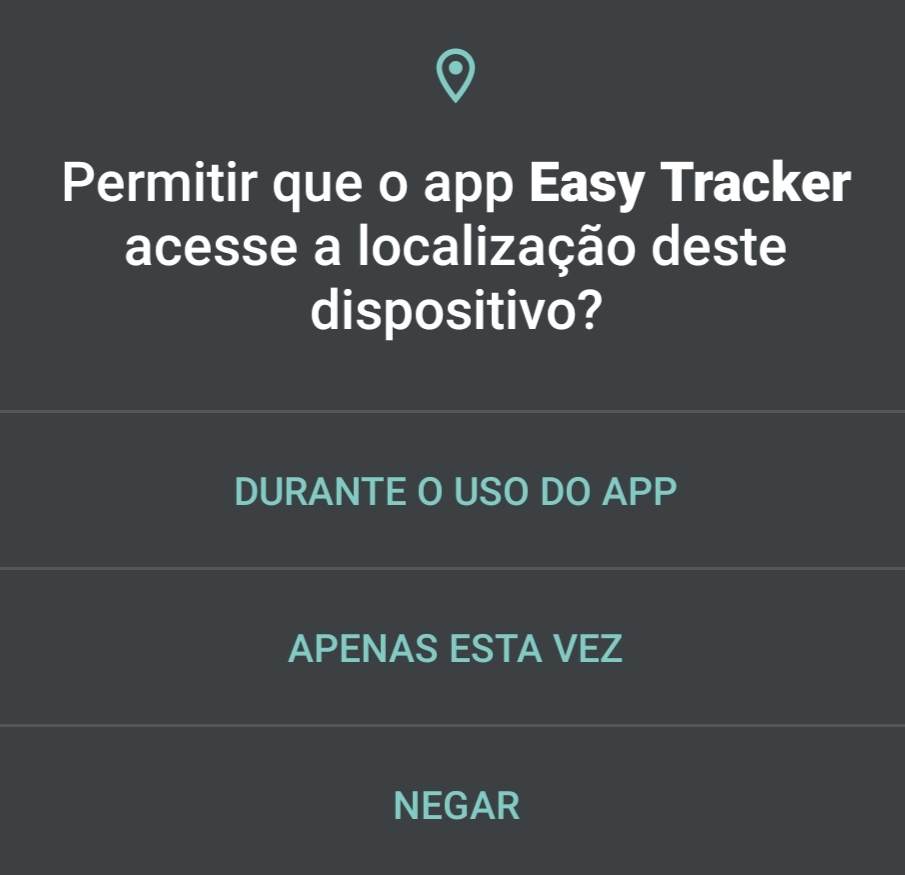 Permitir que o app Easy Tracker
acesse a localização deste
dispositivo?
DURANTE O USO DO APP
APENAS ESTA VEZ
NEGAR